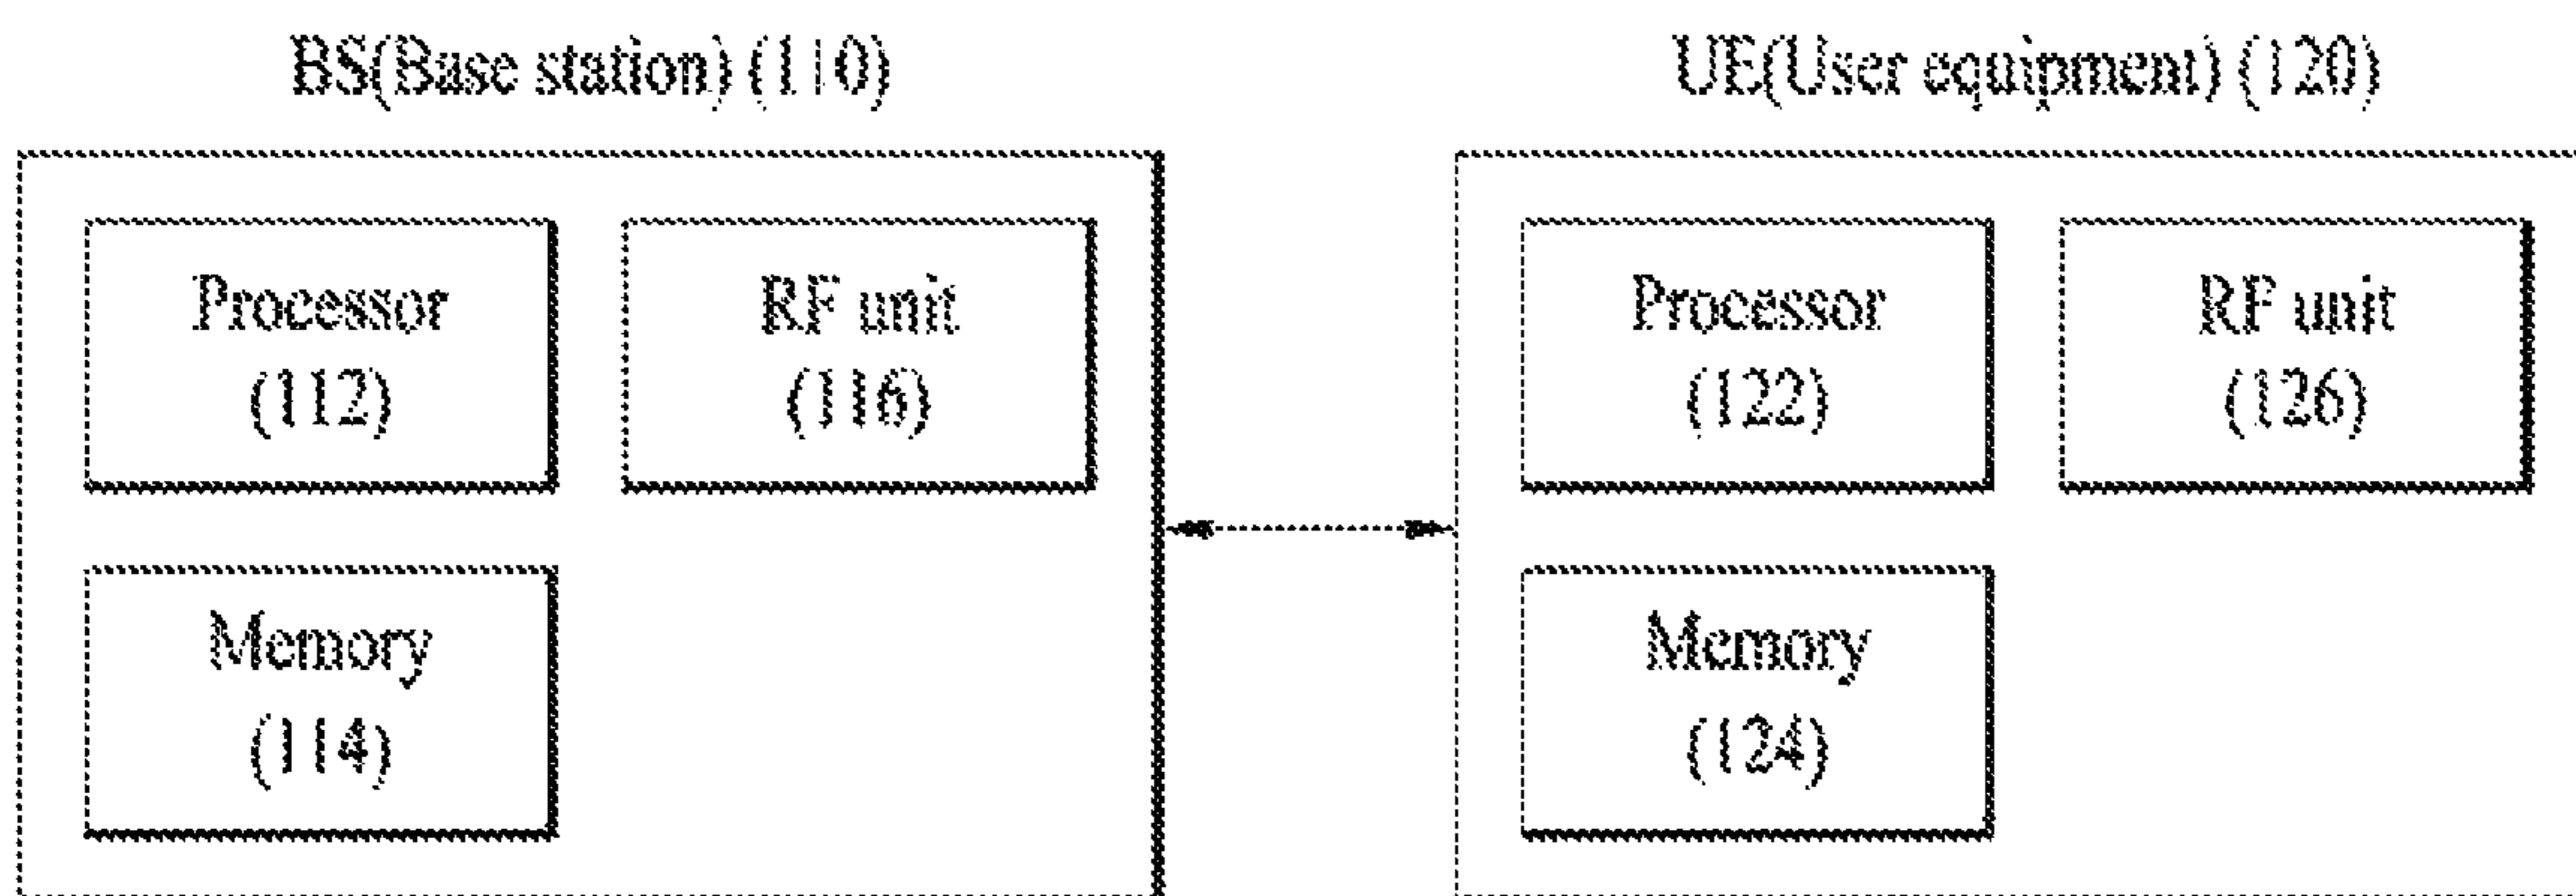 BS(Base station) (110)
Processor
(112)
RF unit
(116)
Memory
(114)
UE(User equipment) (120)
Processor
(122)
RF unit
(126)
Memory
(124)